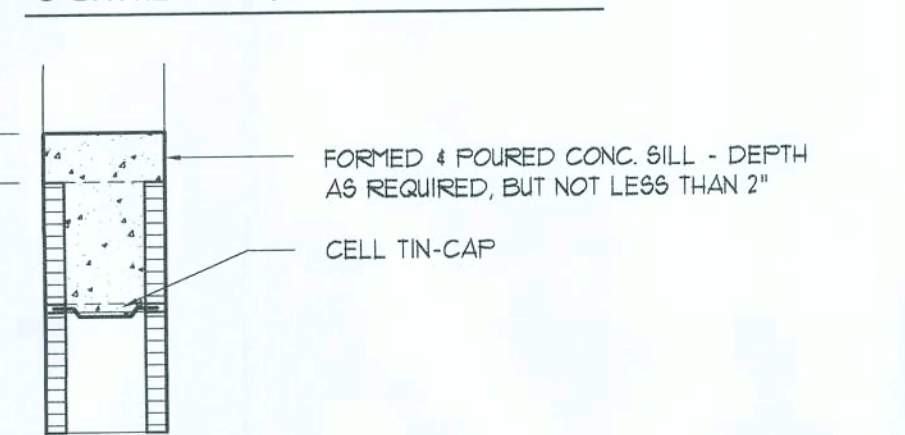 FORMED & POURED CONC. SILL - DEPTH
AS REQUIRED, BUT NOT LESS THAN 2"
CELL TIN-CAP